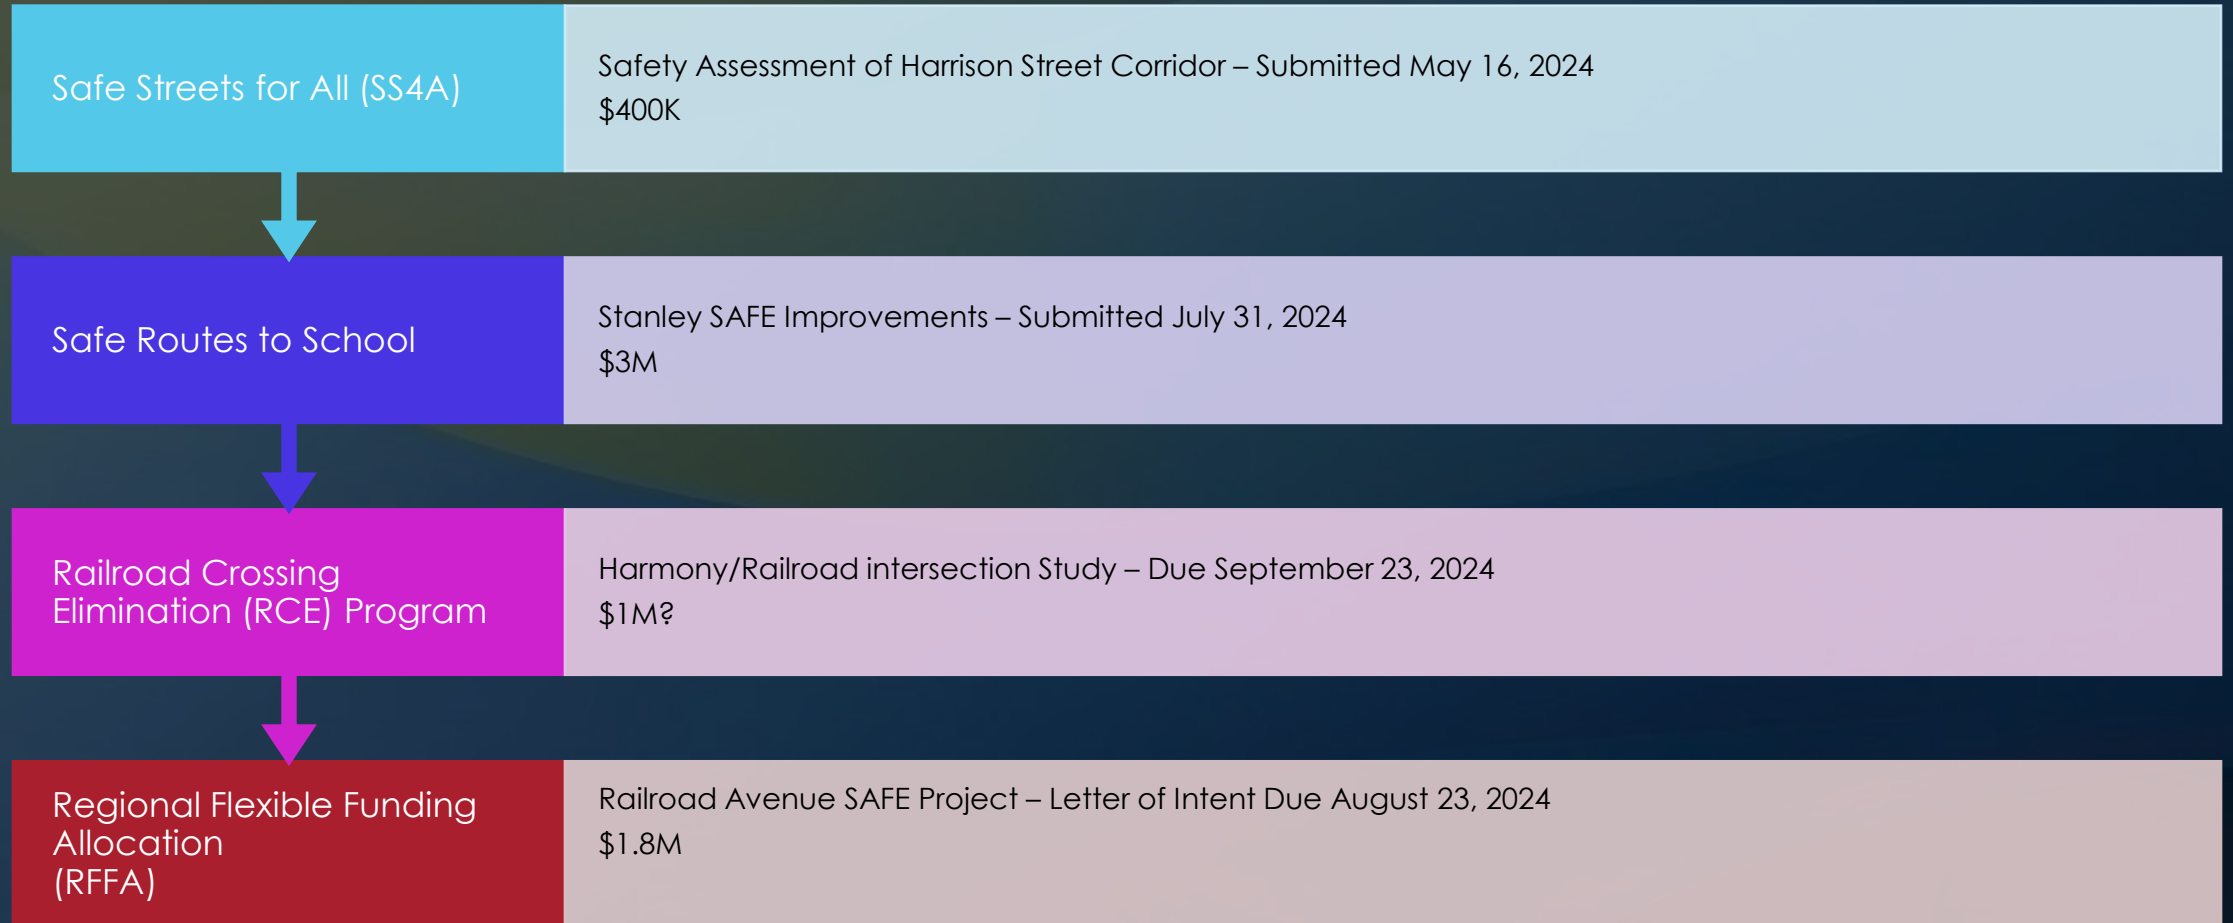 Safe Streets for All (SS4A)
Safety Assessment of Harrison Street Corridor – Submitted May 16, 2024
$400K
Safe Routes to School
Stanley SAFE Improvements – Submitted July 31, 2024
$3M
Railroad Crossing
Elimination (RCE) Program
Harmony/Railroad intersection Study – Due September 23, 2024
$1M?
Regional Flexible Funding
Allocation
(RFFA)
Railroad Avenue SAFE Project – Letter of Intent Due August 23, 2024
$1.8M